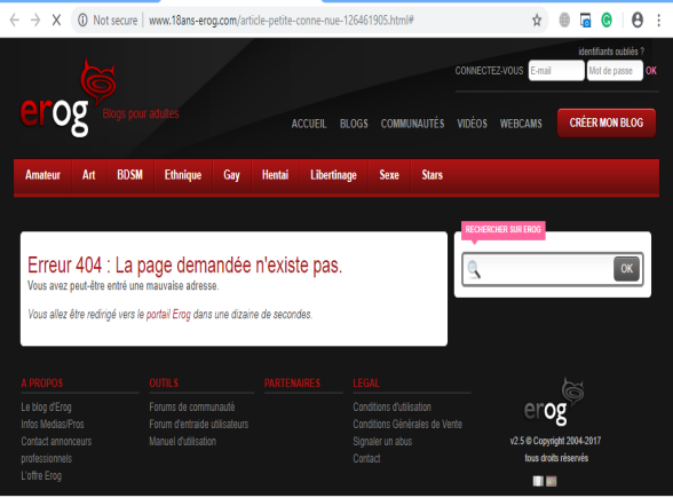 Not secure | www.18ans-erog.com/article-petite-conne-nue-126461905.html#
identifiants oubliés ?
CONNECTEZ-VOUS E-mail Mot de passe OK
erog Blogs pour adultes
ACCUEIL BLOGS COMMUNAUTÉS VIDÉOS WEBCAMS CRÉER MON BLOG
Amateur Art BDSM Ethnique Gay Hentai Libertinage Sexe Stars
RECHERCHER SUR EROG
OK
Erreur 404 : La page demandée n'existe pas.
Vous avez peut-être entré une mauvaise adresse.
Vous allez être redirigé vers le portail Erog dans une dizaine de secondes.
A PROPOS
Le blog d'Erog
Infos Medias/Pros
Contact annonceurs
professionnels
L'offre Erog
OUTILS
Forums de communauté
Forum d'entraide utilisateurs
Manuel d'utilisation
PARTENAIRES
LEGAL
Conditions d'utilisation
Conditions Générales de Vente
Signaler un abus
Contact
erog
v2.5 © Copyright 2004-2017
tous droits réservés